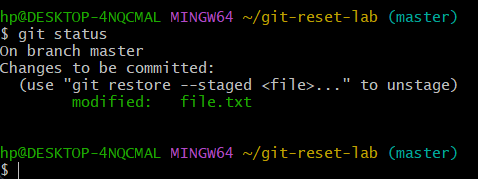 hp@DESKTOP-4NQCMAL MINGW64 ~/git-reset-lab (master)
$ git status
On branch master
Changes to be committed:
  (use "git restore --staged <file>..." to unstage)
        modified:   file.txt

hp@DESKTOP-4NQCMAL MINGW64 ~/git-reset-lab (master)
$